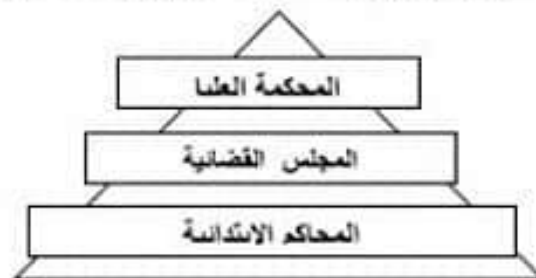 المحكمة العليا
المجلس القضائية
المحاكم الابتدائية